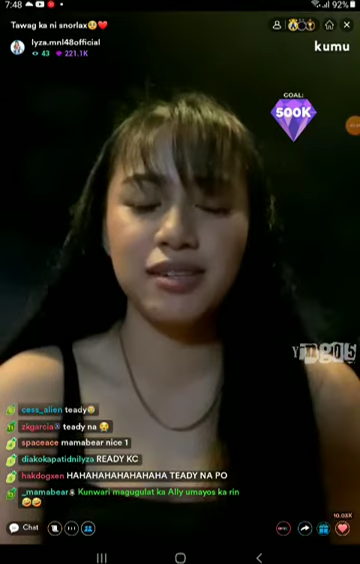 7:48
92%
Tawag ka ni snorlax🥺❤️
lyza.mnl48official
43 221.1K
kumu
GOAL:
500K
cess_alien teady😢
zkgarcia teady na 😢
spaceace mamabear nice 1
diakokapatidnilyza READY KC
hakdogxen HAHAHAHAHAHAHAHA TEADY NA PO
_mamabear Kunwari magugulat ka Ally umayos ka rin
🤣🤣
10.03K
Chat